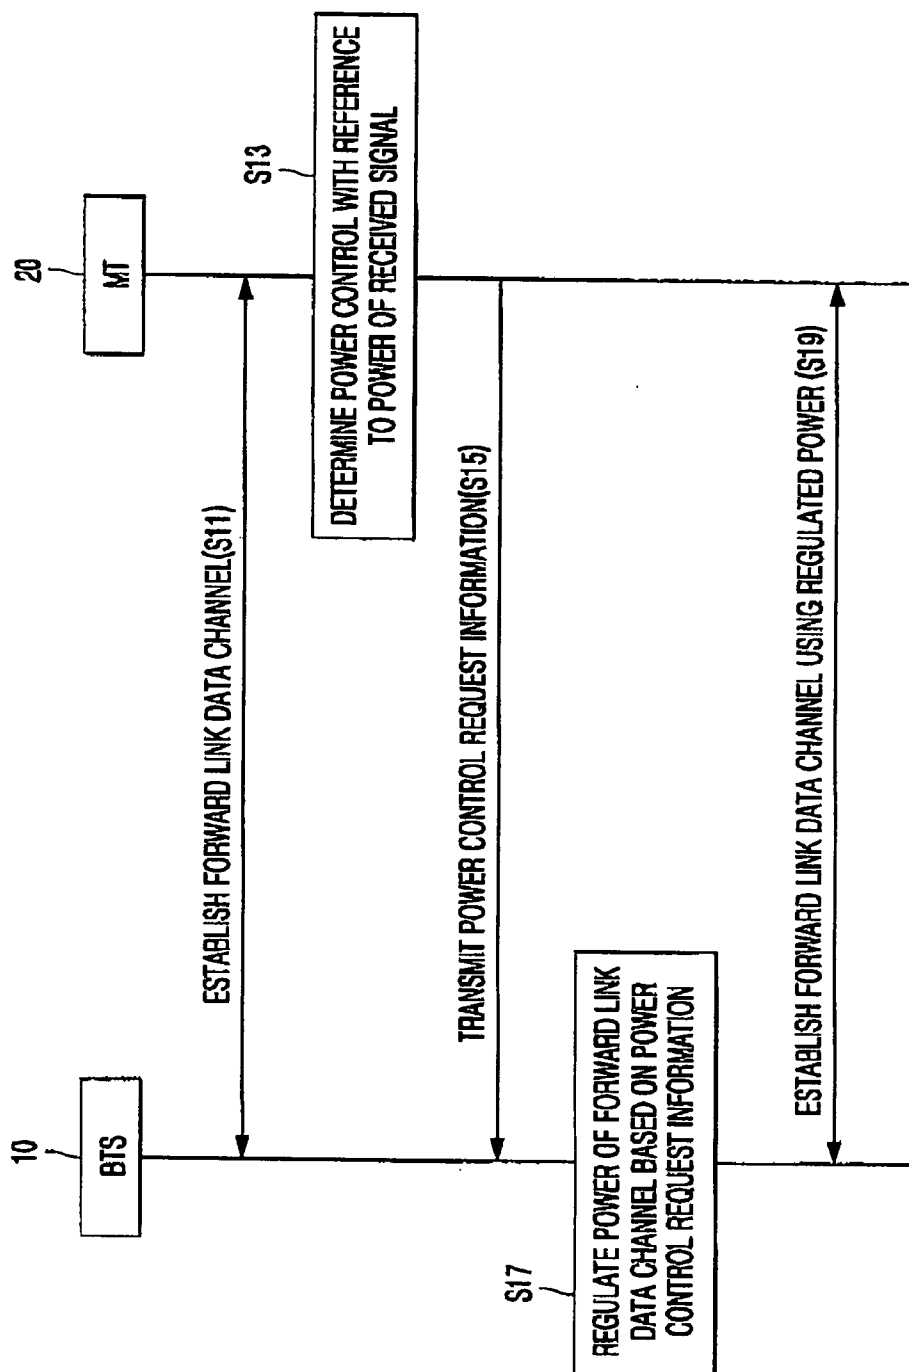 10
BTS
20
MT
ESTABLISH FORWARD LINK DATA CHANNEL(S11)
S13
DETERMINE POWER CONTROL WITH REFERENCE
TO POWER OF RECEIVED SIGNAL
TRANSMIT POWER CONTROL REQUEST INFORMATION(S15)
S17
REGULATE POWER OF FORWARD LINK
DATA CHANNEL BASED ON POWER
CONTROL REQUEST INFORMATION
ESTABLISH FORWARD LINK DATA CHANNEL USING REGULATED POWER (S19)